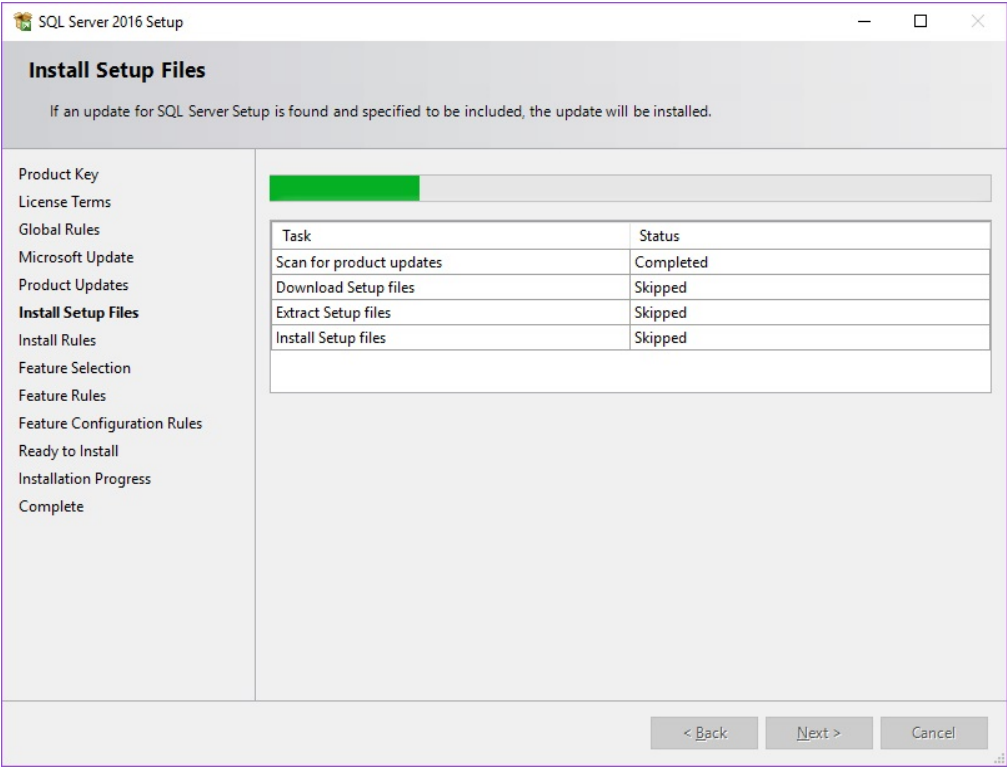 SQL Server 2016 Setup
Install Setup Files
If an update for SQL Server Setup is found and specified to be included, the update will be installed.
Product Key
License Terms
Global Rules
Microsoft Update
Product Updates
Install Setup Files
Install Rules
Feature Selection
Feature Rules
Feature Configuration Rules
Ready to Install
Installation Progress
Complete
Task Status
Scan for product updates Completed
Download Setup files Skipped
Extract Setup files Skipped
Install Setup files Skipped
< Back Next > Cancel